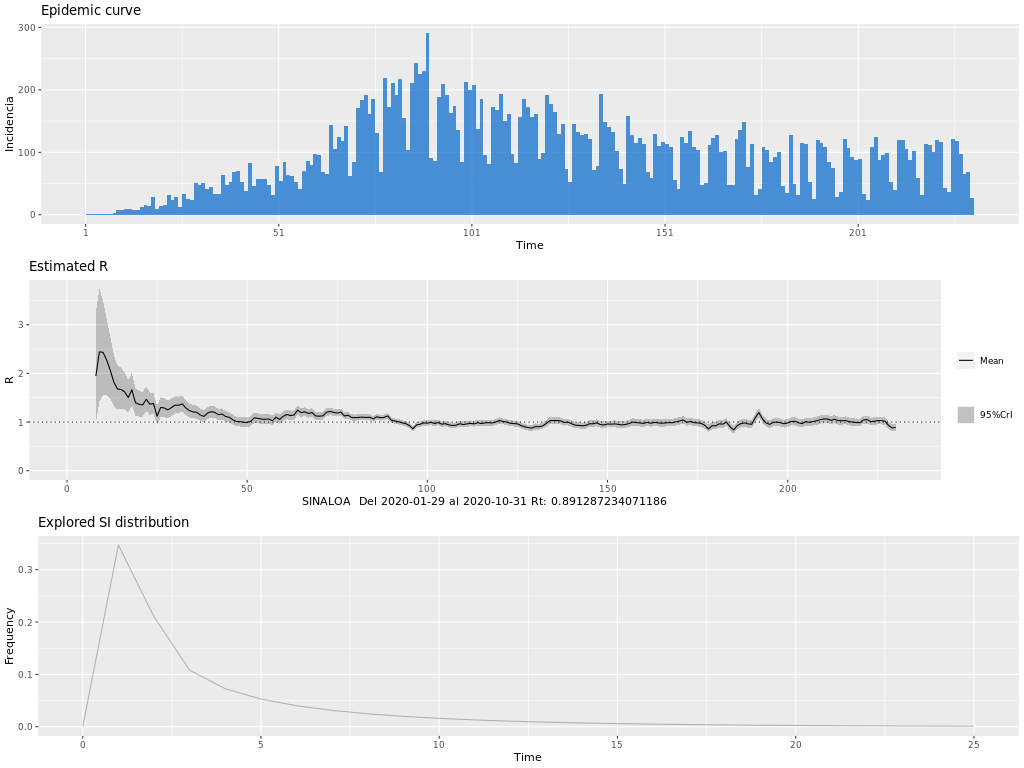 Epidemic curve
300
200
100
0
Incidencia
1 51 101 151 201
Time
Estimated R
3
2
1
0
R
Mean
95%CrI
0 50 100 150 200
SINALOA Del 2020-01-29 al 2020-10-31 Rt: 0.891287234071186
Explored SI distribution
0.3
0.2
0.1
0.0
Frequency
0 5 10 15 20 25
Time